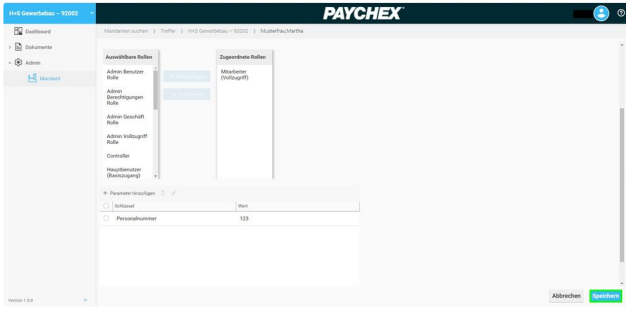 H+S Gewerbebau – 92002
PAYCHEX
Dashboard
Dokumente
Admin
Mandant
Mandanten suchen | Treffer | H+S Gewerbebau – 92002 | Musterfrau,Martha
Auswählbare Rollen
Admin Benutzer
Rolle
Admin
Berechtigungen
Rolle
Admin Geschäft
Rolle
Admin Vollzugriff
Rolle
Controller
Hauptbenutzer
(Basiszugang)
Zugeordnete Rollen
Mitarbeiter
(Vollzugriff)
+ Parameter hinzufügen
Schlüssel Wert
Personalnummer 123
Abbrechen Speichern
Version 1.9.8